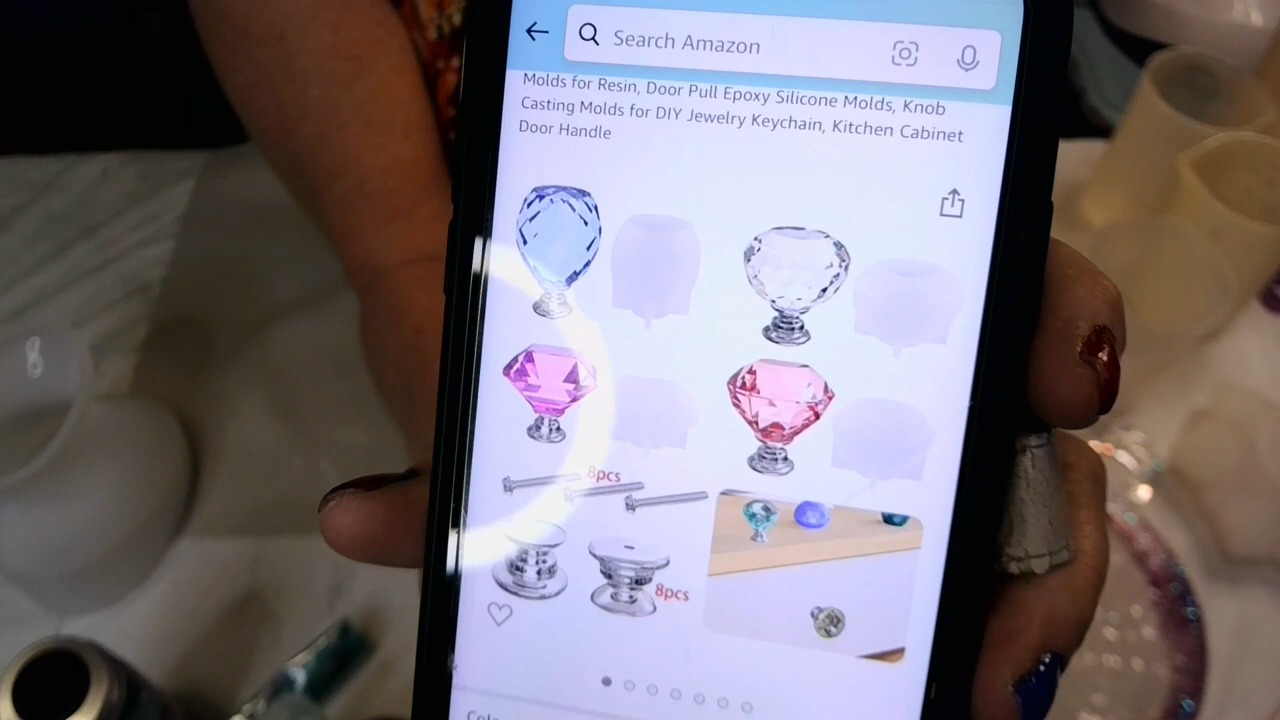 Search Amazon
Molds for Resin, Door Pull Epoxy Silicone Molds, Knob
Casting Molds for DIY Jewelry Keychain, Kitchen Cabinet
Door Handle
8pcs
8pcs
8